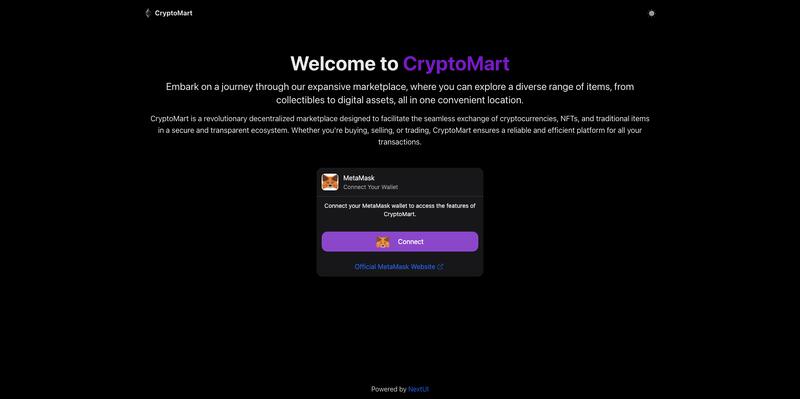 CryptoMart
Welcome to CryptoMart
Embark on a journey through our expansive marketplace, where you can explore a diverse range of items, from
collectibles to digital assets, all in one convenient location.
CryptoMart is a revolutionary decentralized marketplace designed to facilitate the seamless exchange of cryptocurrencies, NFTs, and traditional items
in a secure and transparent ecosystem. Whether you're buying, selling, or trading, CryptoMart ensures a reliable and efficient platform for all your
transactions.
MetaMask
Connect Your Wallet
Connect your MetaMask wallet to access the features of
CryptoMart.
Connect
Official MetaMask Website
Powered by NextUI